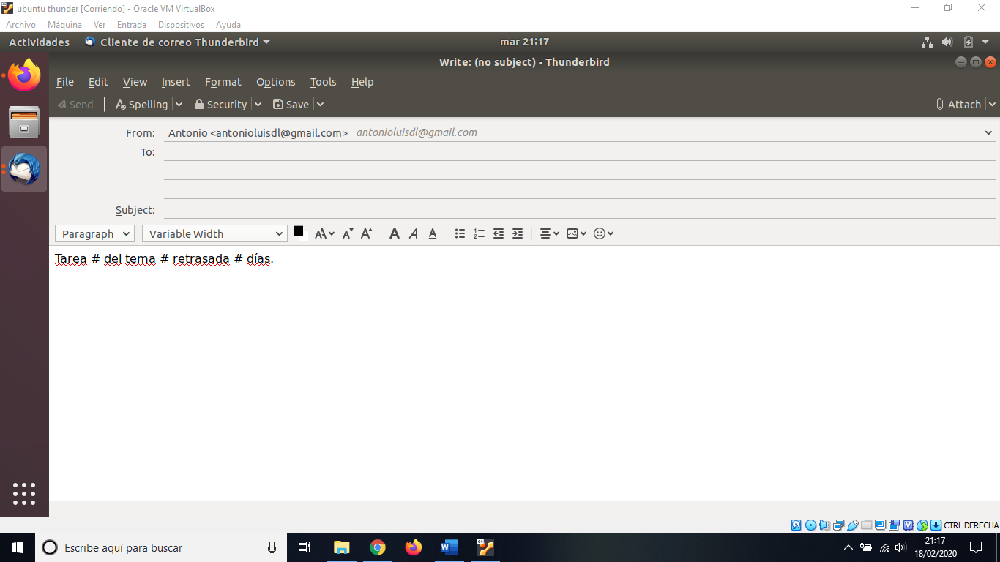 ubuntu thunder [Corriendo] - Oracle VM VirtualBox
Archivo Máquina Ver Entrada Dispositivos Ayuda
Actividades Cliente de correo Thunderbird mar 21:17
Write: (no subject) - Thunderbird
File Edit View Insert Format Options Tools Help
Send Spelling Security Save Attach
From: Antonio <antonioluisdl@gmail.com> antonioluisdl@gmail.com
To:
Subject:
Paragraph Variable Width
Tarea # del tema # retrasada # días.
CTRL DERECHA
Escribe aquí para buscar
21:17
18/02/2020